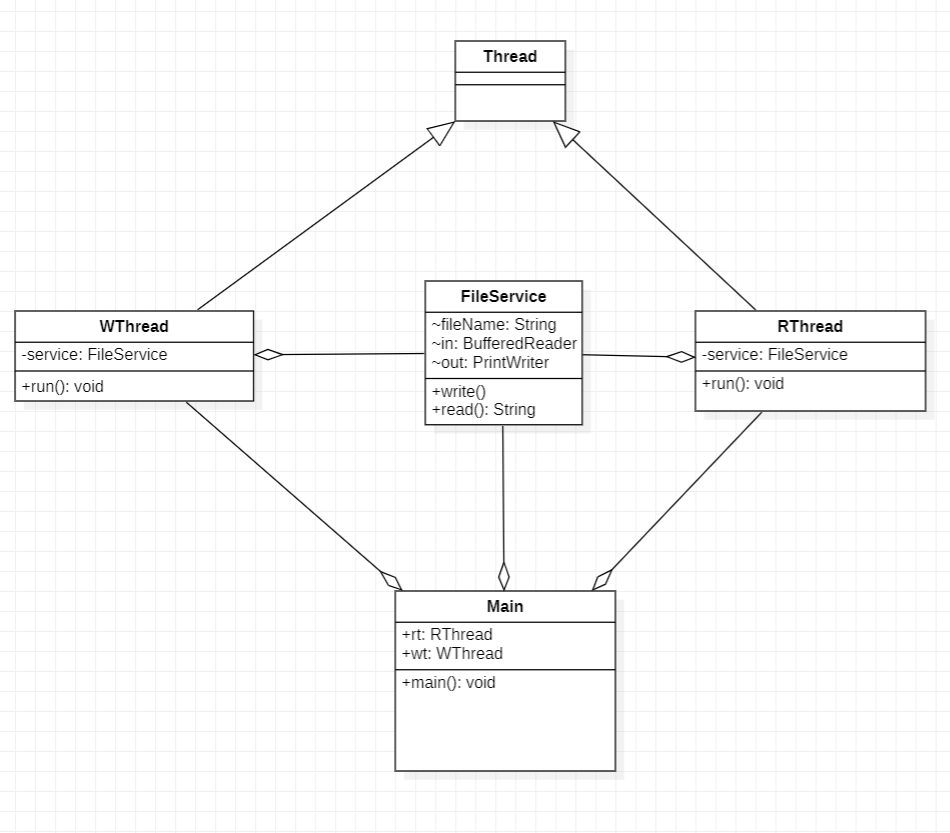 Thread
WThread
-service: FileService
+run(): void
FileService
~fileName: String
~in: BufferedReader
~out: PrintWriter
+write()
+read(): String
RThread
-service: FileService
+run(): void
Main
+rt: RThread
+wt: WThread
+main(): void